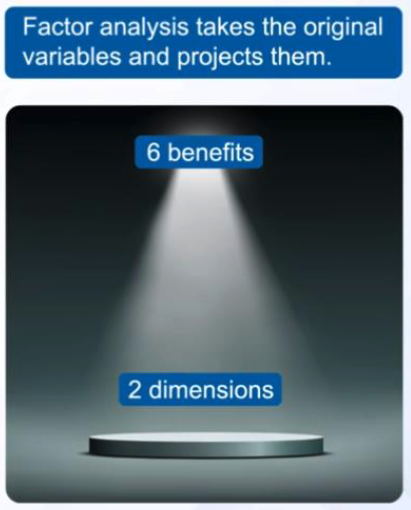 Factor analysis takes the original
variables and projects them.
6 benefits
2 dimensions